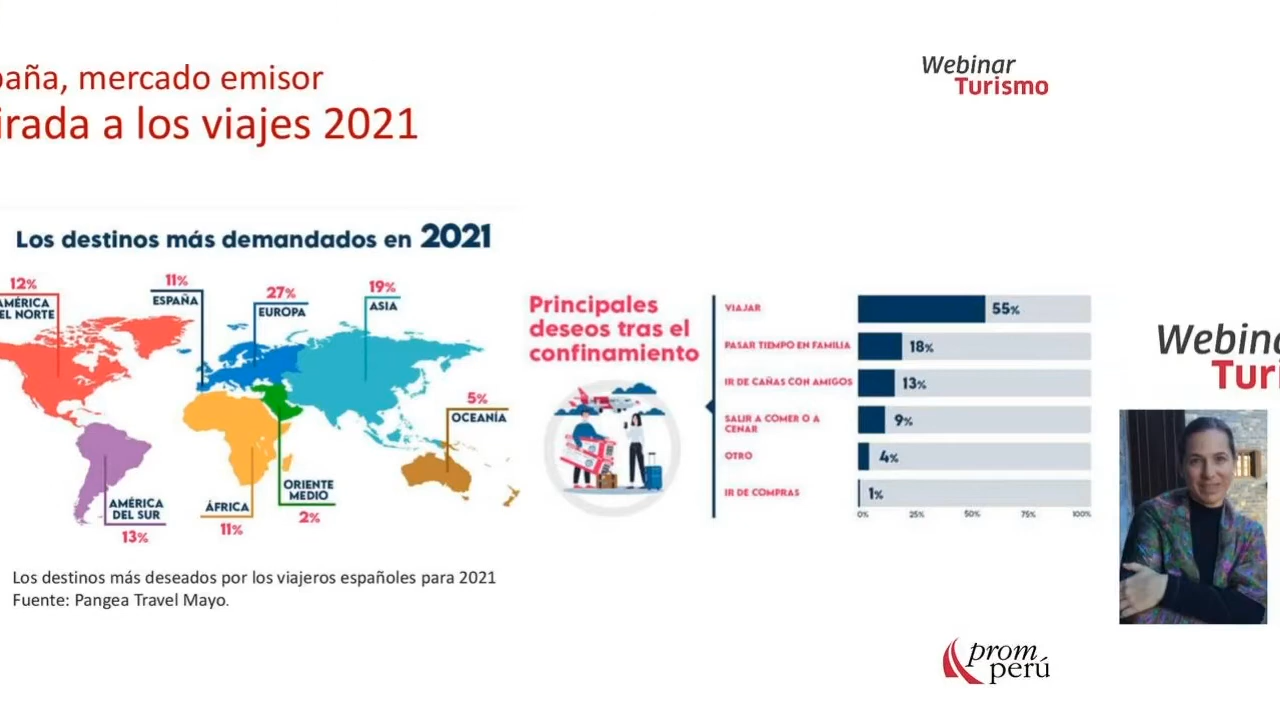 paña, mercado emisor
irada a los viajes 2021
Webinar
Turismo
Los destinos más demandados en 2021
12%
AMÉRICA
EL NORTE
11%
ESPAÑA
27%
EUROPA
19%
ASIA
5%
OCEANÍA
AMÉRICA
DEL SUR
13%
ÁFRICA
11%
ORIENTE
MEDIO
2%
Principales
deseos tras el
confinamiento
VIAJAR
55%
PASAR TIEMPO EN FAMILIA
18%
IR DE CAÑAS CON AMIGOS
13%
SALIR A COMER O A
CENAR
9%
OTRO
4%
IR DE COMPRAS
1%
0% 25% 50% 75% 100%
Webina
Turi
Los destinos más deseados por los viajeros españoles para 2021
Fuente: Pangea Travel Mayo.
prom
perú